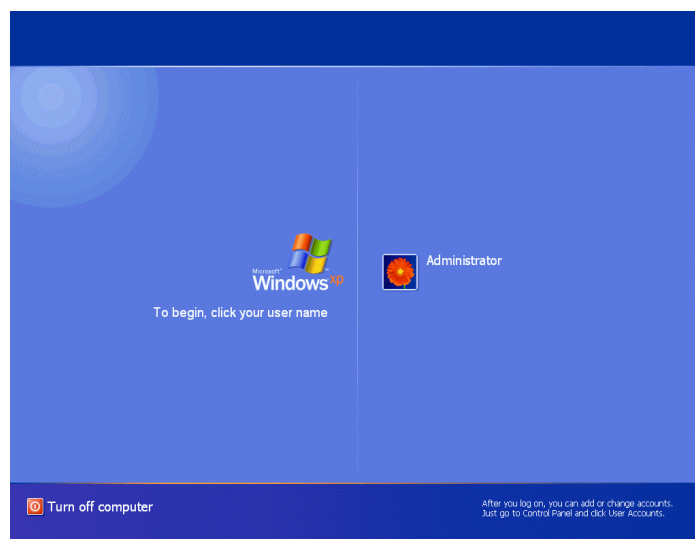 Microsoft®
Windows xp
To begin, click your user name
Administrator
Turn off computer
After you log on, you can add or change accounts.
Just go to Control Panel and click User Accounts.